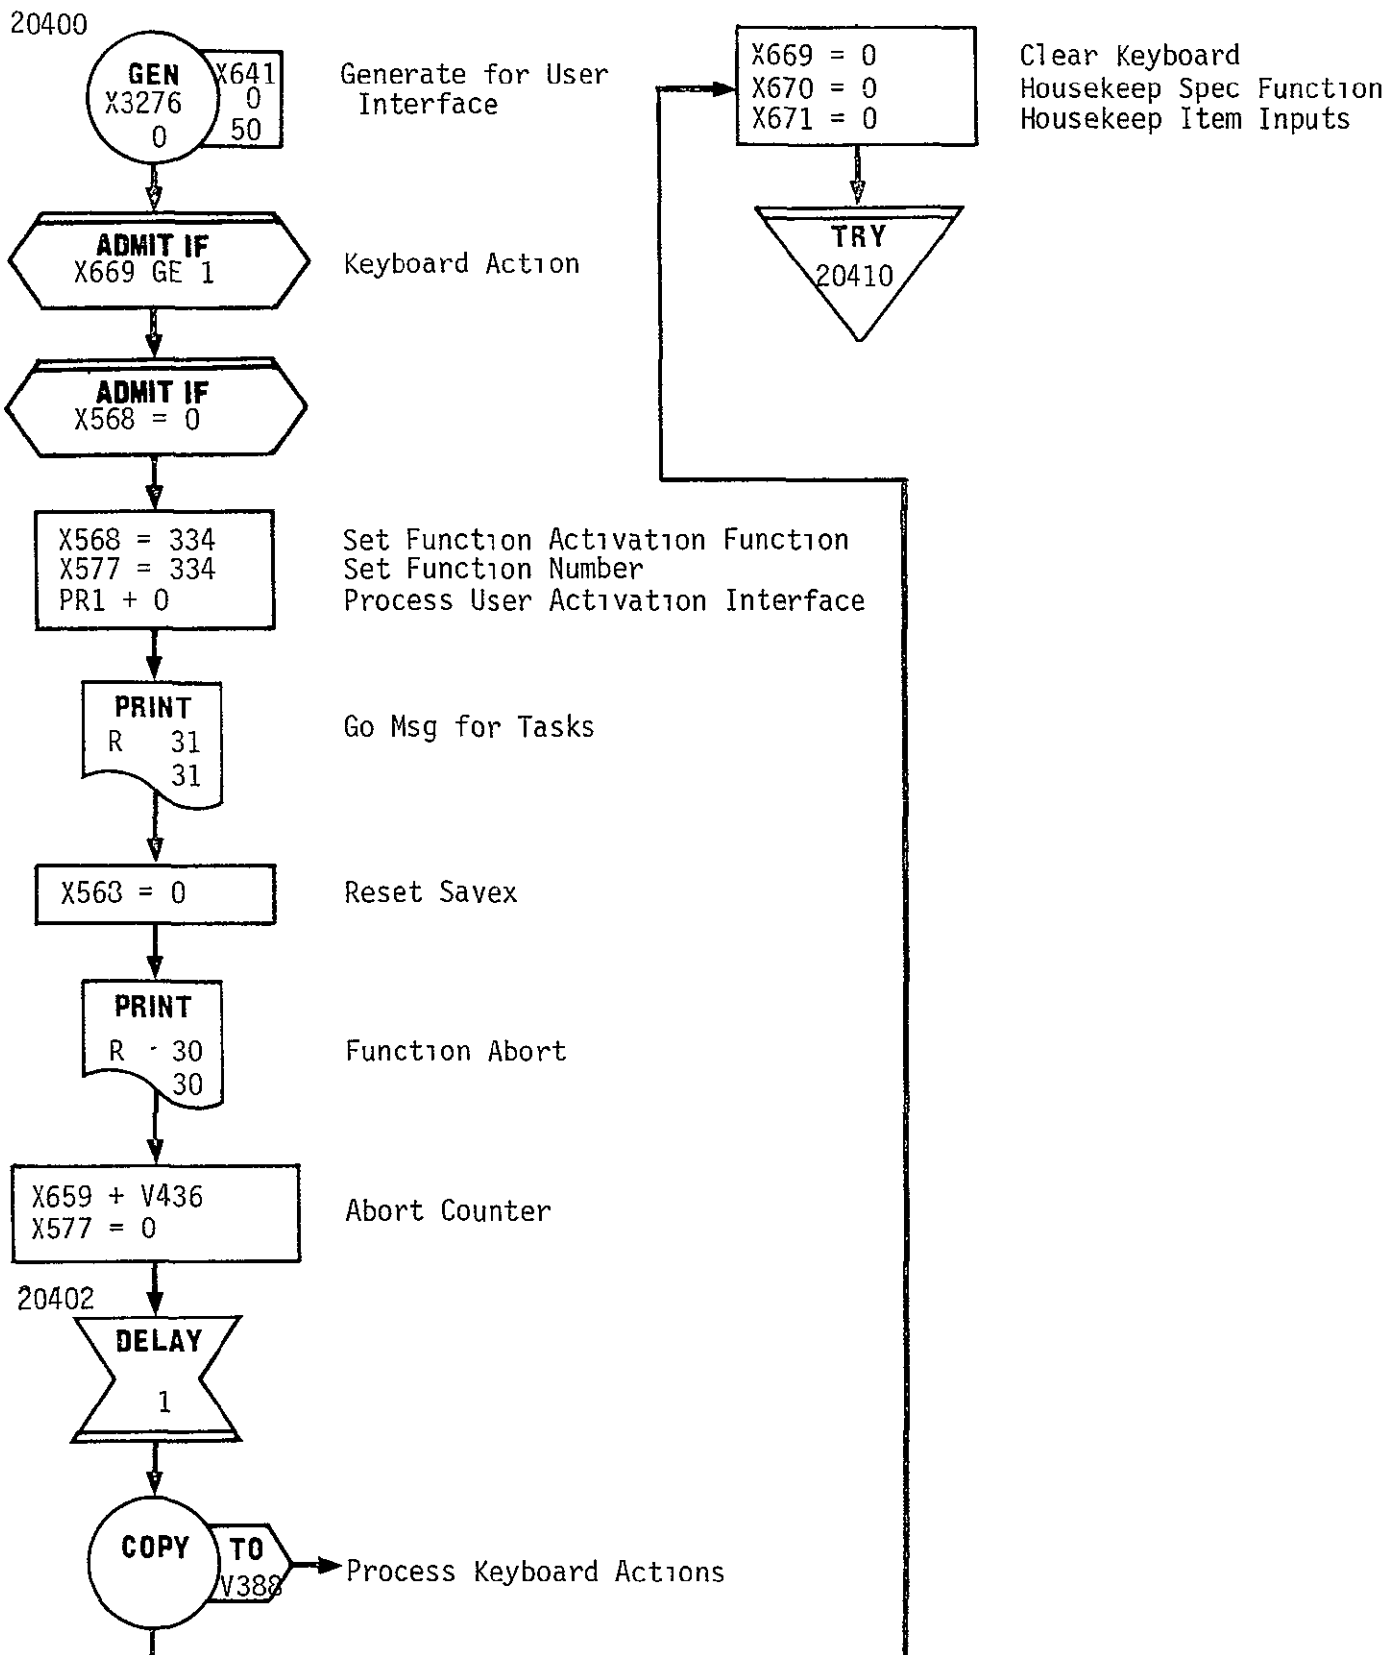 20400
GEN
X3276
0
X641
0
50
Generate for User
Interface
ADMIT IF
X669 GE 1
Keyboard Action
ADMIT IF
X568 = 0
X568 = 334
X577 = 334
PR1 + 0
Set Function Activation Function
Set Function Number
Process User Activation Interface
PRINT
R 31
31
Go Msg for Tasks
X568 = 0
Reset Savex
PRINT
R - 30
30
Function Abort
X659 + V436
X577 = 0
Abort Counter
20402
DELAY
1
COPY
TO
V388
Process Keyboard Actions
X669 = 0
X670 = 0
X671 = 0
Clear Keyboard
Housekeep Spec Function
Housekeep Item Inputs
TRY
20410